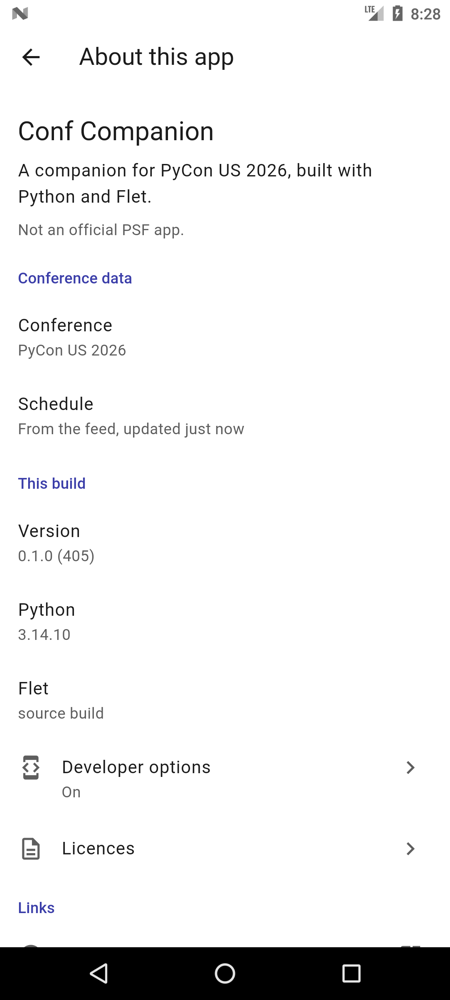 LTE 8:28
About this app
Conf Companion
A companion for PyCon US 2026, built with
Python and Flet.
Not an official PSF app.
Conference data
Conference
PyCon US 2026
Schedule
From the feed, updated just now
This build
Version
0.1.0 (405)
Python
3.14.10
Flet
source build
Developer options
On
Licences
Links